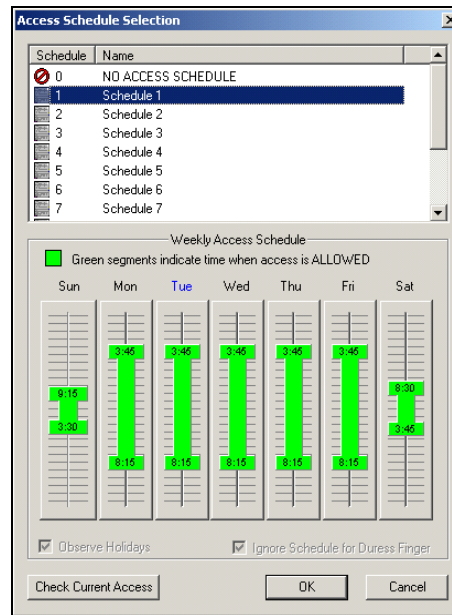 Access Schedule Selection
Schedule Name
0 NO ACCESS SCHEDULE
1 Schedule 1
2 Schedule 2
3 Schedule 3
4 Schedule 4
5 Schedule 5
6 Schedule 6
7 Schedule 7
Weekly Access Schedule
Green segments indicate time when access is ALLOWED
Sun Mon Tue Wed Thu Fri Sat
3:45 3:45 3:45 3:45 3:45
9:15 8:30
3:30 3:45
8:15 8:15 8:15 8:15 8:15
Observe Holidays Ignore Schedule for Duress Finger
Check Current Access OK Cancel